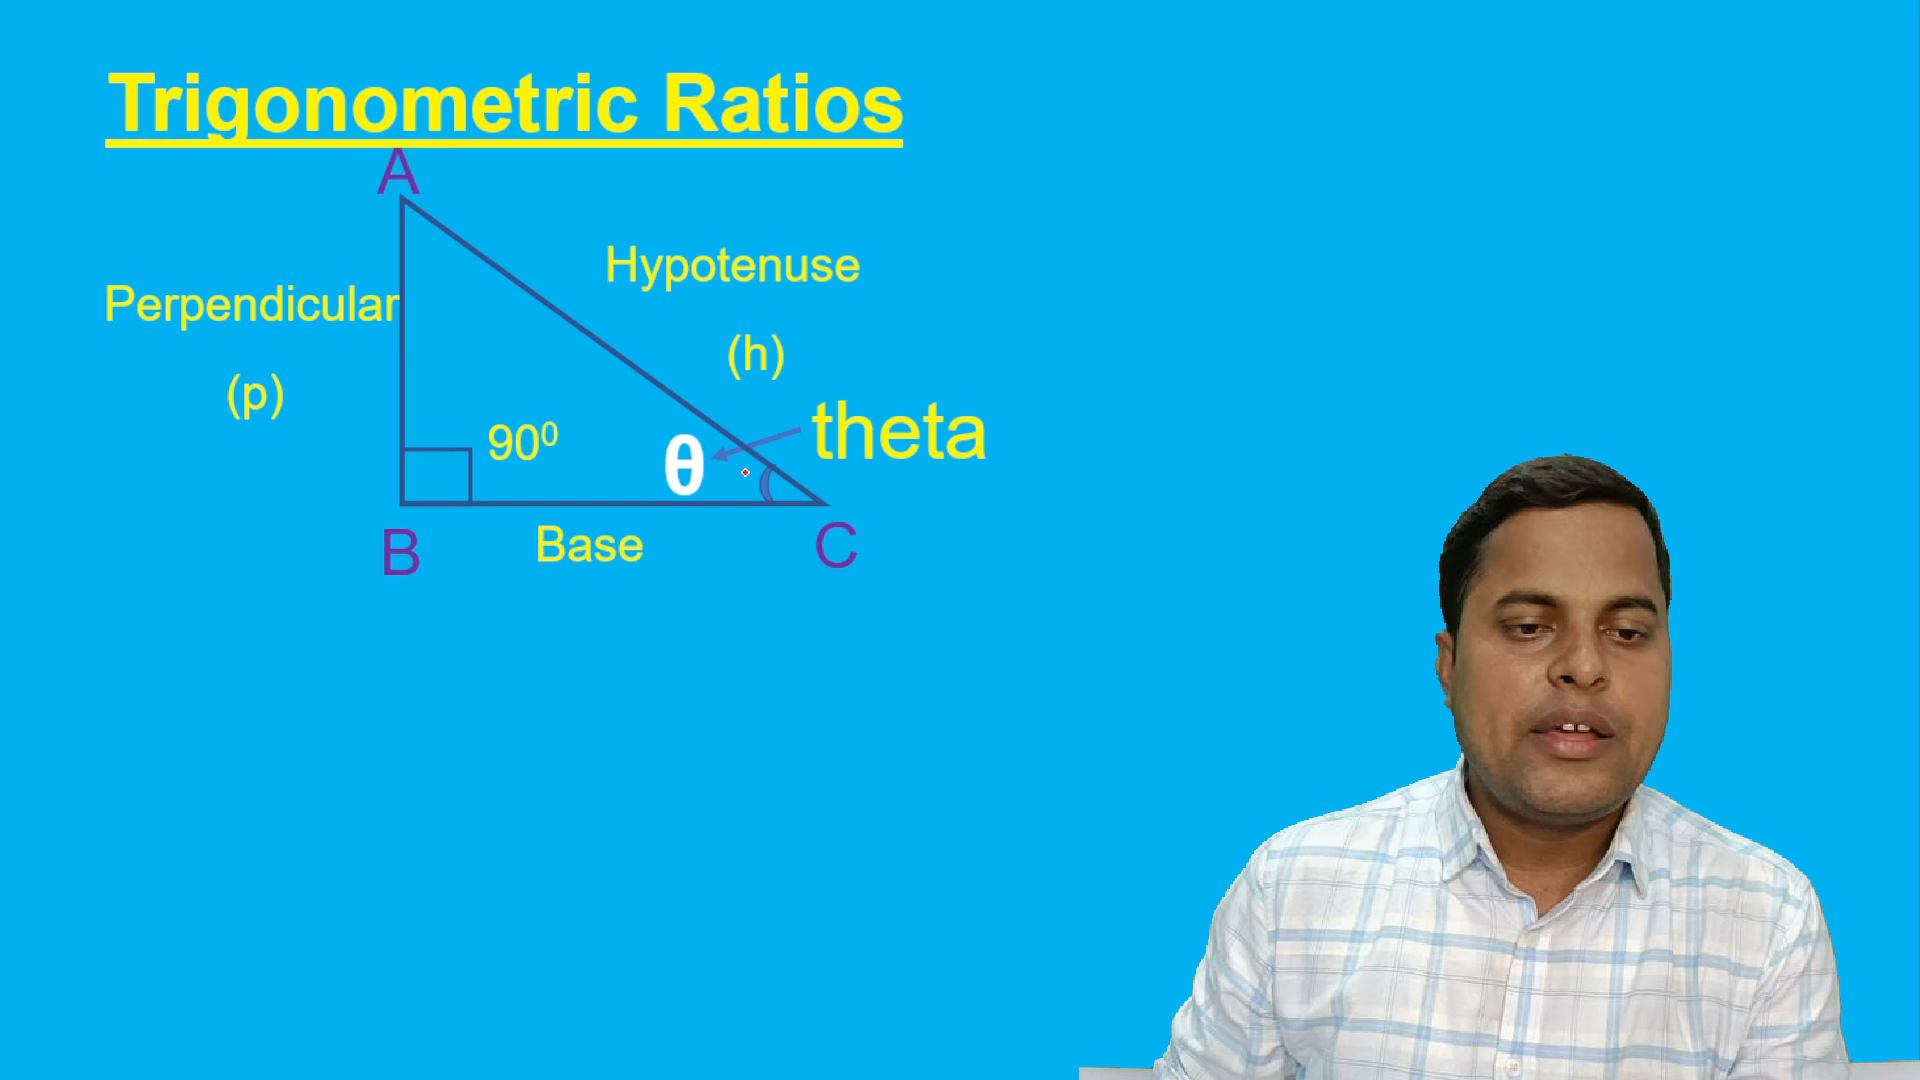 Trigonometric Ratios
A
Hypotenuse
Perpendicular
(h)
(p)
theta
90⁰
θ
B
Base
C